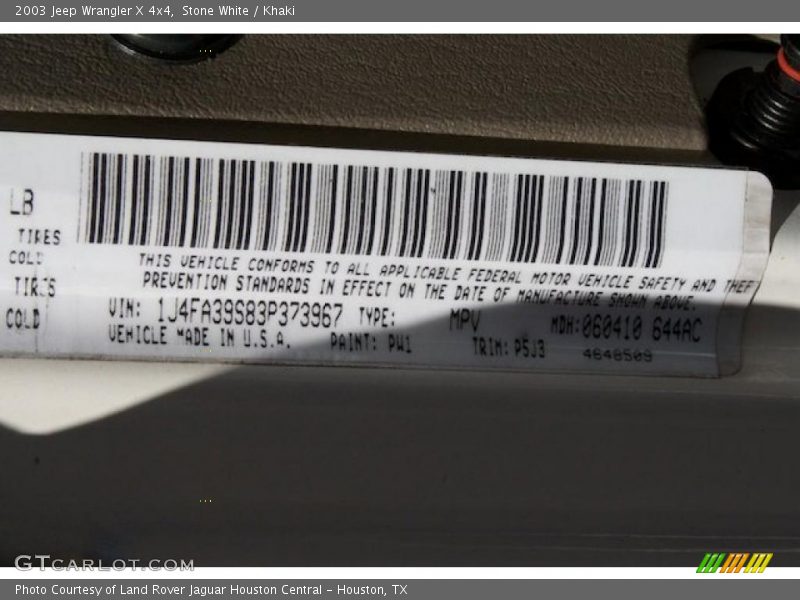 2003 Jeep Wrangler X 4x4, Stone White / Khaki
LB
TIRES
COLD
TIRES
COLD
THIS VEHICLE CONFORMS TO ALL APPLICABLE FEDERAL MOTOR VEHICLE SAFETY AND THEFT
PREVENTION STANDARDS IN EFFECT ON THE DATE OF MANUFACTURE SHOWN ABOVE.
VIN: 1J4FA39S83P373967 TYPE: MPV MDH: 060410 644AC
VEHICLE MADE IN U.S.A. PAINT: PW1 TRIM: P5J3 4648509
GTCARLOT.COM
Photo Courtesy of Land Rover Jaguar Houston Central – Houston, TX